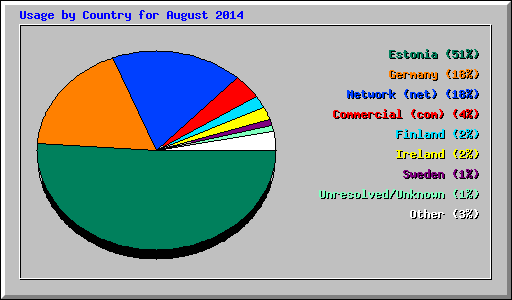 Usage by Country for August 2014
Estonia (51%)
Germany (18%)
Network (net) (18%)
Commercial (com) (4%)
Finland (2%)
Ireland (2%)
Sweden (1%)
Unresolved/Unknown (1%)
Other (3%)